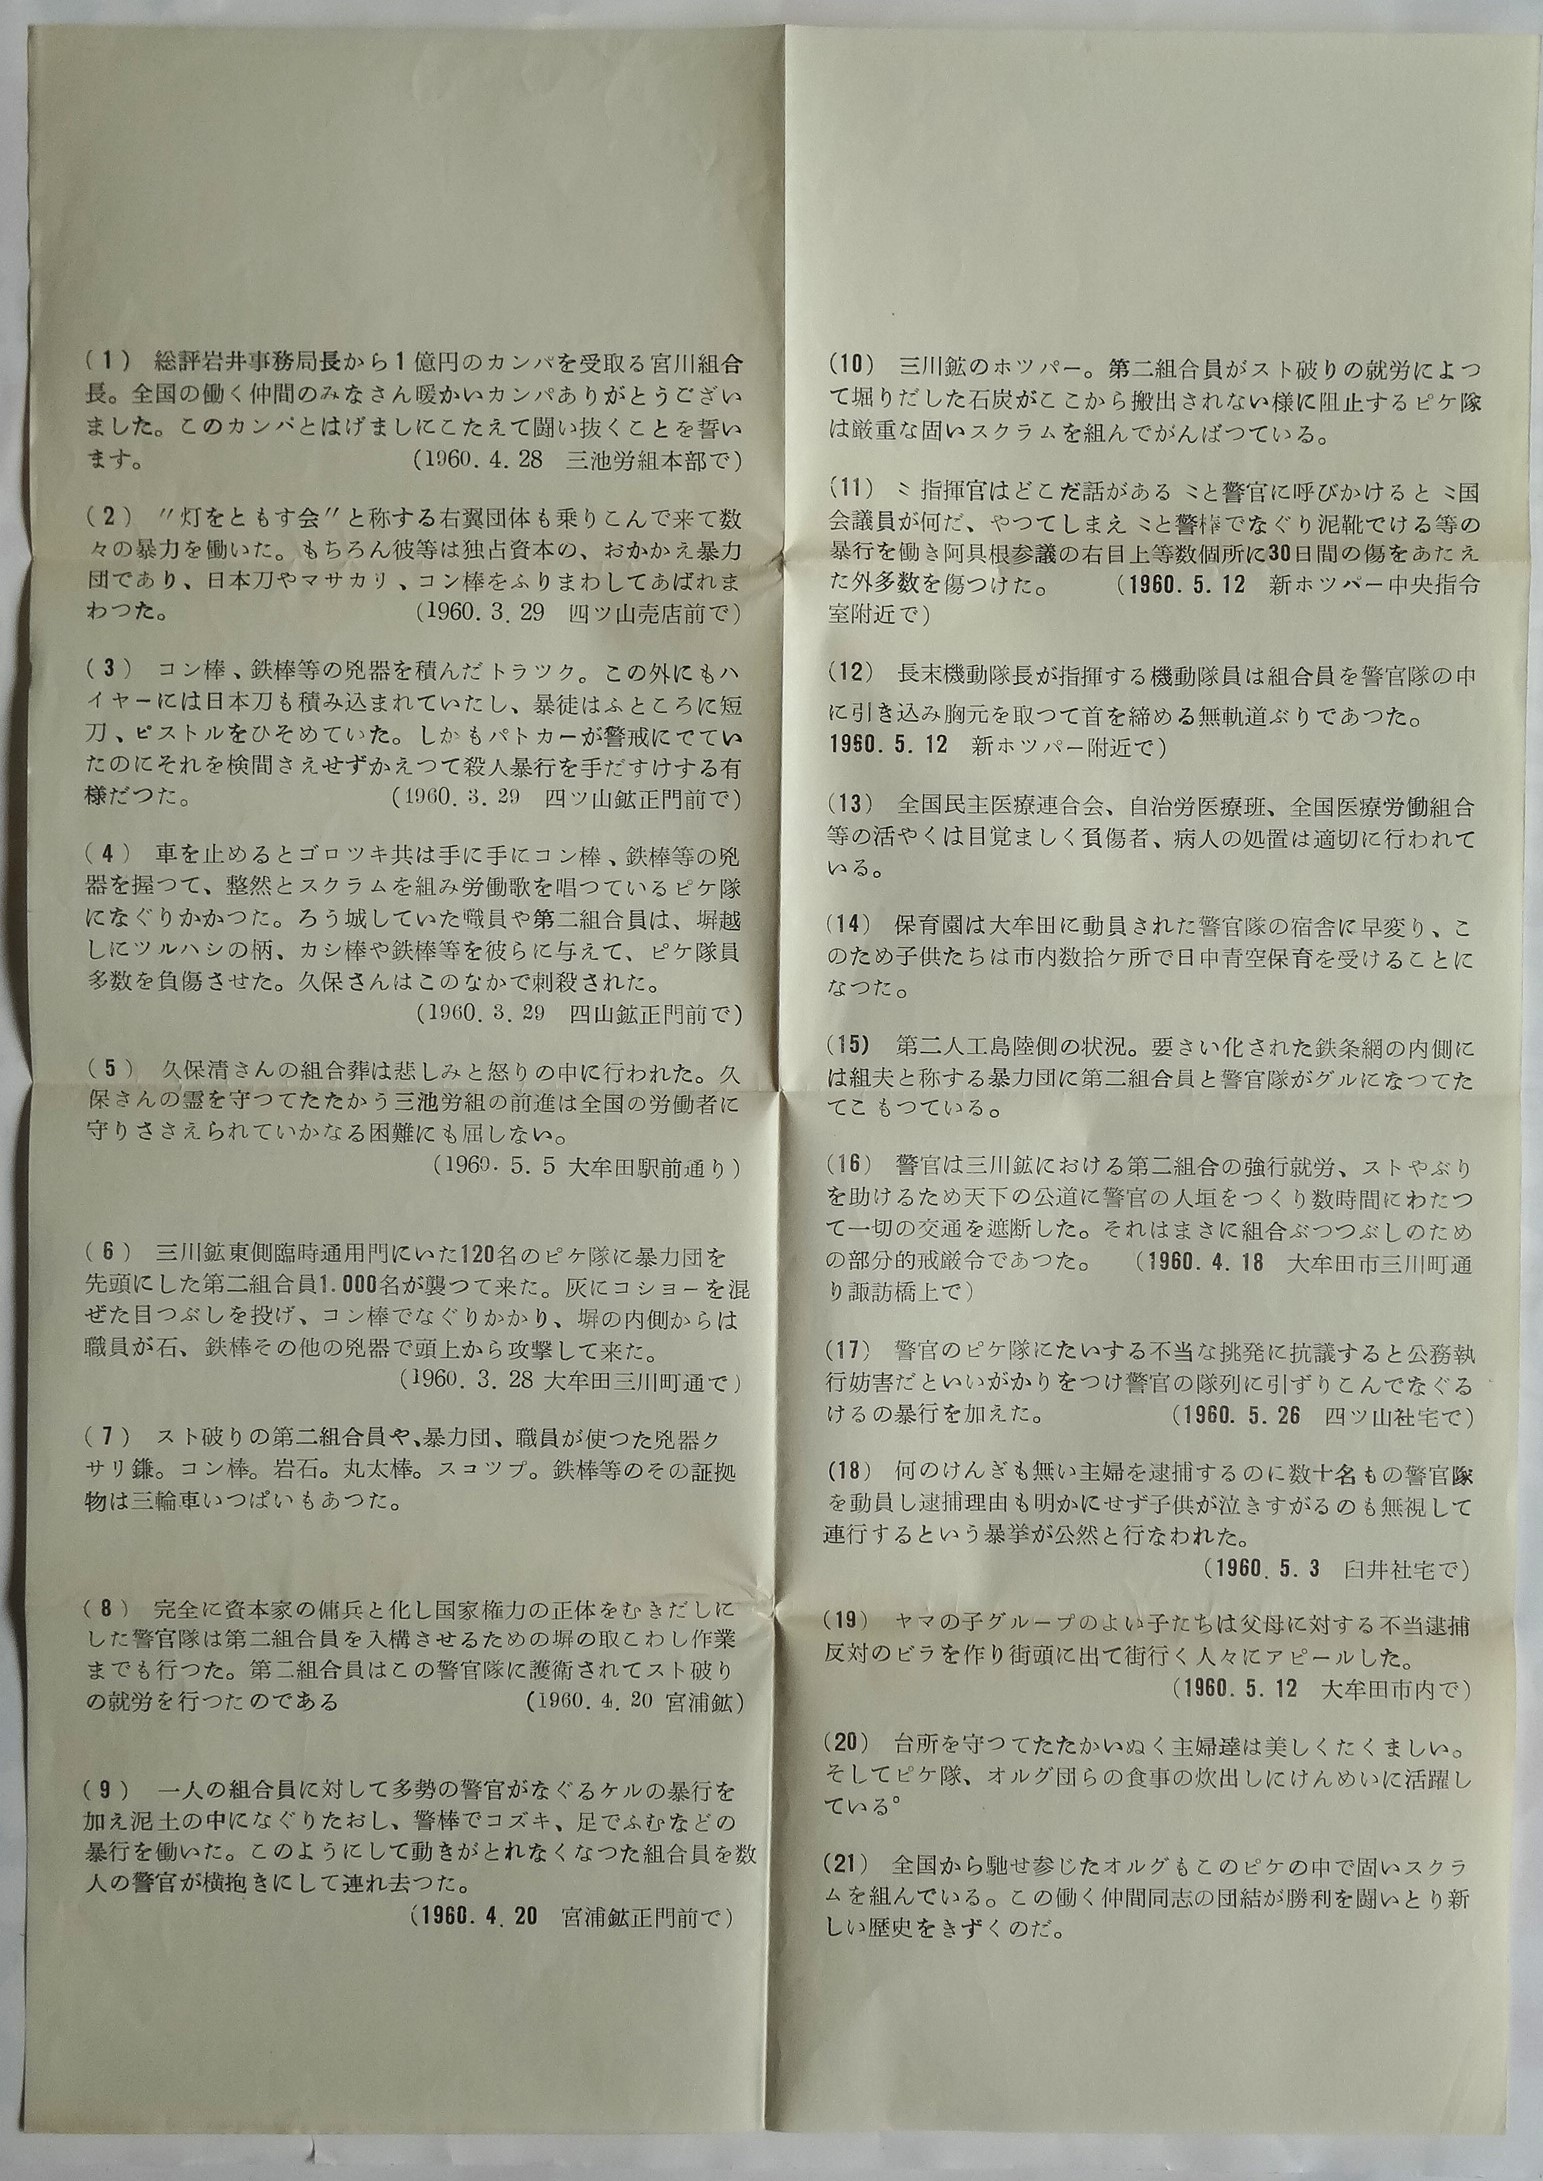 (1)　総評岩井事務局長から1億円のカンパを受取る宮川組合
長。全国の働く仲間のみなさん暖かいカンパありがとうござい
ました。このカンパとはげましにこたえて闘い抜くことを誓い
ます。　(1960.4.28　三池労組本部で)
(2)　〃灯をともす会〃と称する右翼団体も乗りこんで来て数
々の暴力を働いた。もちろん彼等は独占資本の、おかかえ暴力
団であり、日本刀やマサカリ、コン棒をふりまわしてあばれま
わつた。　(1960.3.29　四ツ山売店前で)
(3)　コン棒、鉄棒等の兇器を積んだトラツク。この外にもハ
イヤーには日本刀も積み込まれていたし、暴徒はふところに短
刀、ピストルをひそめていた。しかもパトカーが警戒にでてい
たのにそれを検問さえせずかえつて殺人暴行を手だすけする有
様だつた。　(1960.3.29　四ツ山鉱正門前で)
(4)　車を止めるとゴロツキ共は手に手にコン棒、鉄棒等の兇
器を握つて、整然とスクラムを組み労働歌を唱つているピケ隊
になぐりかかつた。ろう城していた職員や第二組合員は、塀越
しにツルハシの柄、カシ棒や鉄棒等を彼らに与えて、ピケ隊員
多数を負傷させた。久保さんはこのなかで刺殺された。
(1960.3.29　四山鉱正門前で)
(5)　久保清さんの組合葬は悲しみと怒りの中に行われた。久
保さんの霊を守つてたたかう三池労組の前進は全国の労働者に
守りささえられていかなる困難にも屈しない。
(1960.5.5 大牟田駅前通り)
(6)　三川鉱東側臨時通用門にいた120名のピケ隊に暴力団を
先頭にした第二組合員1.000名が襲つて来た。灰にコショーを混
ぜた目つぶしを投げ、コン棒でなぐりかかり、塀の内側からは
職員が石、鉄棒その他の兇器で頭上から攻撃して来た。
(1960.3.28 大牟田三川町通で)
(7)　スト破りの第二組合員や、暴力団、職員が使つた兇器ク
サリ鎌。コン棒。岩石。丸太棒。スコツプ。鉄棒等のその証拠
物は三輪車いつぱいもあつた。
(8)　完全に資本家の傭兵と化し国家権力の正体をむきだしに
した警官隊は第二組合員を入構させるための塀の取こわし作業
までも行つた。第二組合員はこの警官隊に護衛されてスト破り
の就労を行つたのである　(1960.4.20 宮浦鉱)
(9)　一人の組合員に対して多勢の警官がなぐるケルの暴行を
加え泥土の中になぐりたおし、警棒でコズキ、足でふむなどの
暴行を働いた。このようにして動きがとれなくなつた組合員を数
人の警官が横抱きにして連れ去つた。
(1960.4.20　宮浦鉱正門前で)
(10)　三川鉱のホツパー。第二組合員がスト破りの就労によつ
て堀りだした石炭がここから搬出されない様に阻止するピケ隊
は厳重な固いスクラムを組んでがんばつている。
(11)　ミ指揮官はどこだ話があるミと警官に呼びかけるとミ国
会議員が何だ、やつてしまえミと警棒でなぐり泥靴でける等の
暴行を働き阿具根参議の右目上等数個所に30日間の傷をあたえ
た外多数を傷つけた。　(1960.5.12　新ホツパー中央指令
室附近で)
(12)　長末機動隊長が指揮する機動隊員は組合員を警官隊の中
に引き込み胸元を取つて首を締める無軌道ぶりであつた。
1960.5.12　新ホツパー附近で)
(13)　全国民主医療連合会、自治労医療班、全国医療労働組合
等の活やくは目覚ましく負傷者、病人の処置は適切に行われて
いる。
(14)　保育園は大牟田に動員された警官隊の宿舎に早変り、こ
のため子供たちは市内数拾ケ所で日中青空保育を受けることに
なつた。
(15)　第二人工島陸側の状況。要さい化された鉄条網の内側に
は組夫と称する暴力団に第二組合員と警官隊がグルになつてた
てこもつている。
(16)　警官は三川鉱における第二組合の強行就労、ストやぶり
を助けるため天下の公道に警官の人垣をつくり数時間にわたつ
て一切の交通を遮断した。それはまさに組合ぶつつぶしのため
の部分的戒厳令であつた。　(1960.4.18　大牟田市三川町通
り諏訪橋上で)
(17)　警官のピケ隊にたいする不当な挑発に抗議すると公務執
行妨害だといいがかりをつけ警官の隊列に引ずりこんでなぐる
けるの暴行を加えた。　(1960.5.26　四ツ山社宅で)
(18)　何のけんぎも無い主婦を逮捕するのに数十名もの警官隊
を動員し逮捕理由も明かにせず子供が泣きすがるのも無視して
連行するという暴挙が公然と行なわれた。
(1960.5.3　臼井社宅で)
(19)　ヤマの子グループのよい子たちは父母に対する不当逮捕
反対のビラを作り街頭に出て街行く人々にアピールした。
(1960.5.12　大牟田市内で)
(20)　台所を守つてたたかいぬく主婦達は美しくたくましい。
そしてピケ隊、オルグ団らの食事の炊出しにけんめいに活躍し
ている。
(21)　全国から馳せ参じたオルグもこのピケの中で固いスクラ
ムを組んでいる。この働く仲間同志の団結が勝利を闘いとり新
しい歴史をきずくのだ。